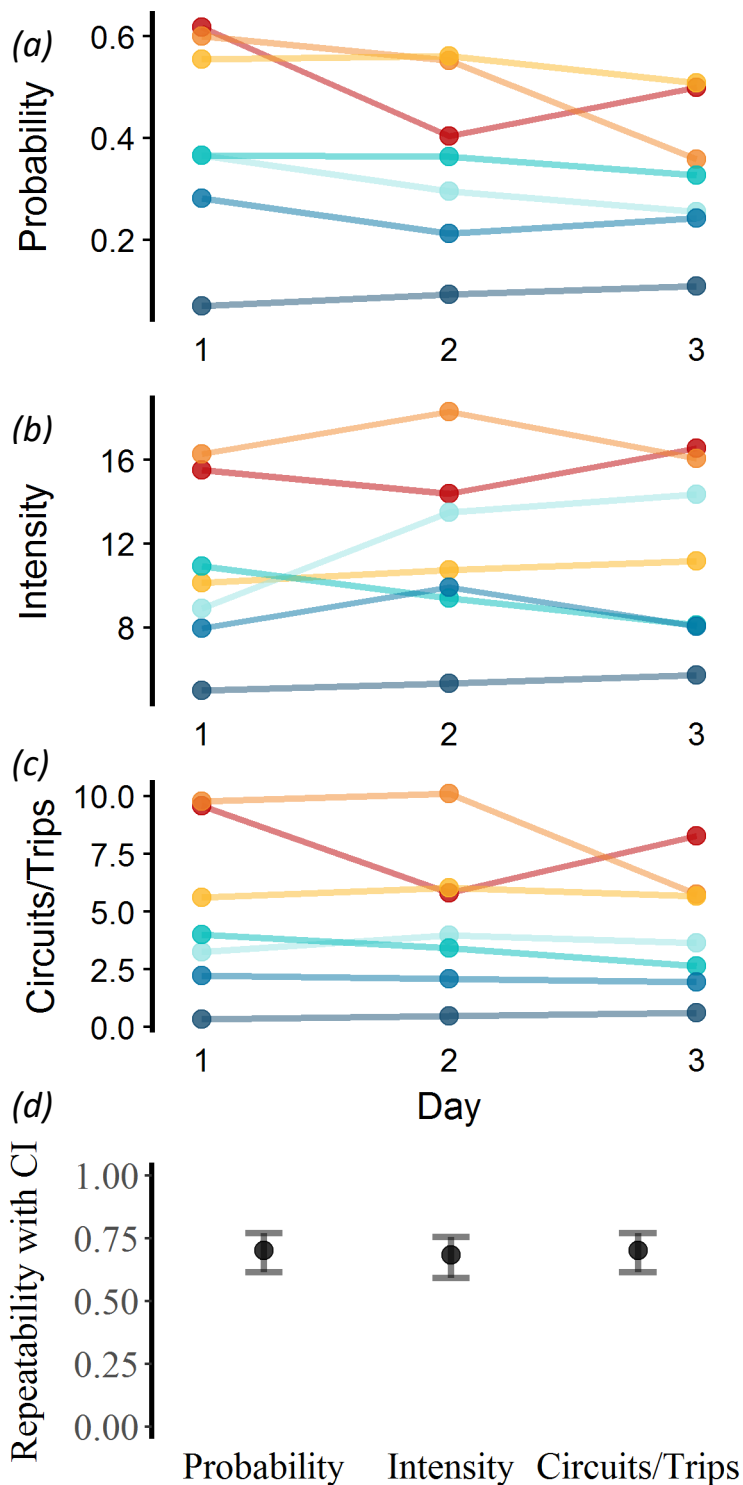 (a)
Probability
0.6
0.4
0.2
1 2 3
(b)
Intensity
16
12
8
1 2 3
(c)
Circuits/Trips
10.0
7.5
5.0
2.5
0.0
1 2 3
Day
(d)
Repeatability with CI
1.00
0.75
0.50
0.25
0.00
Probability Intensity Circuits/Trips